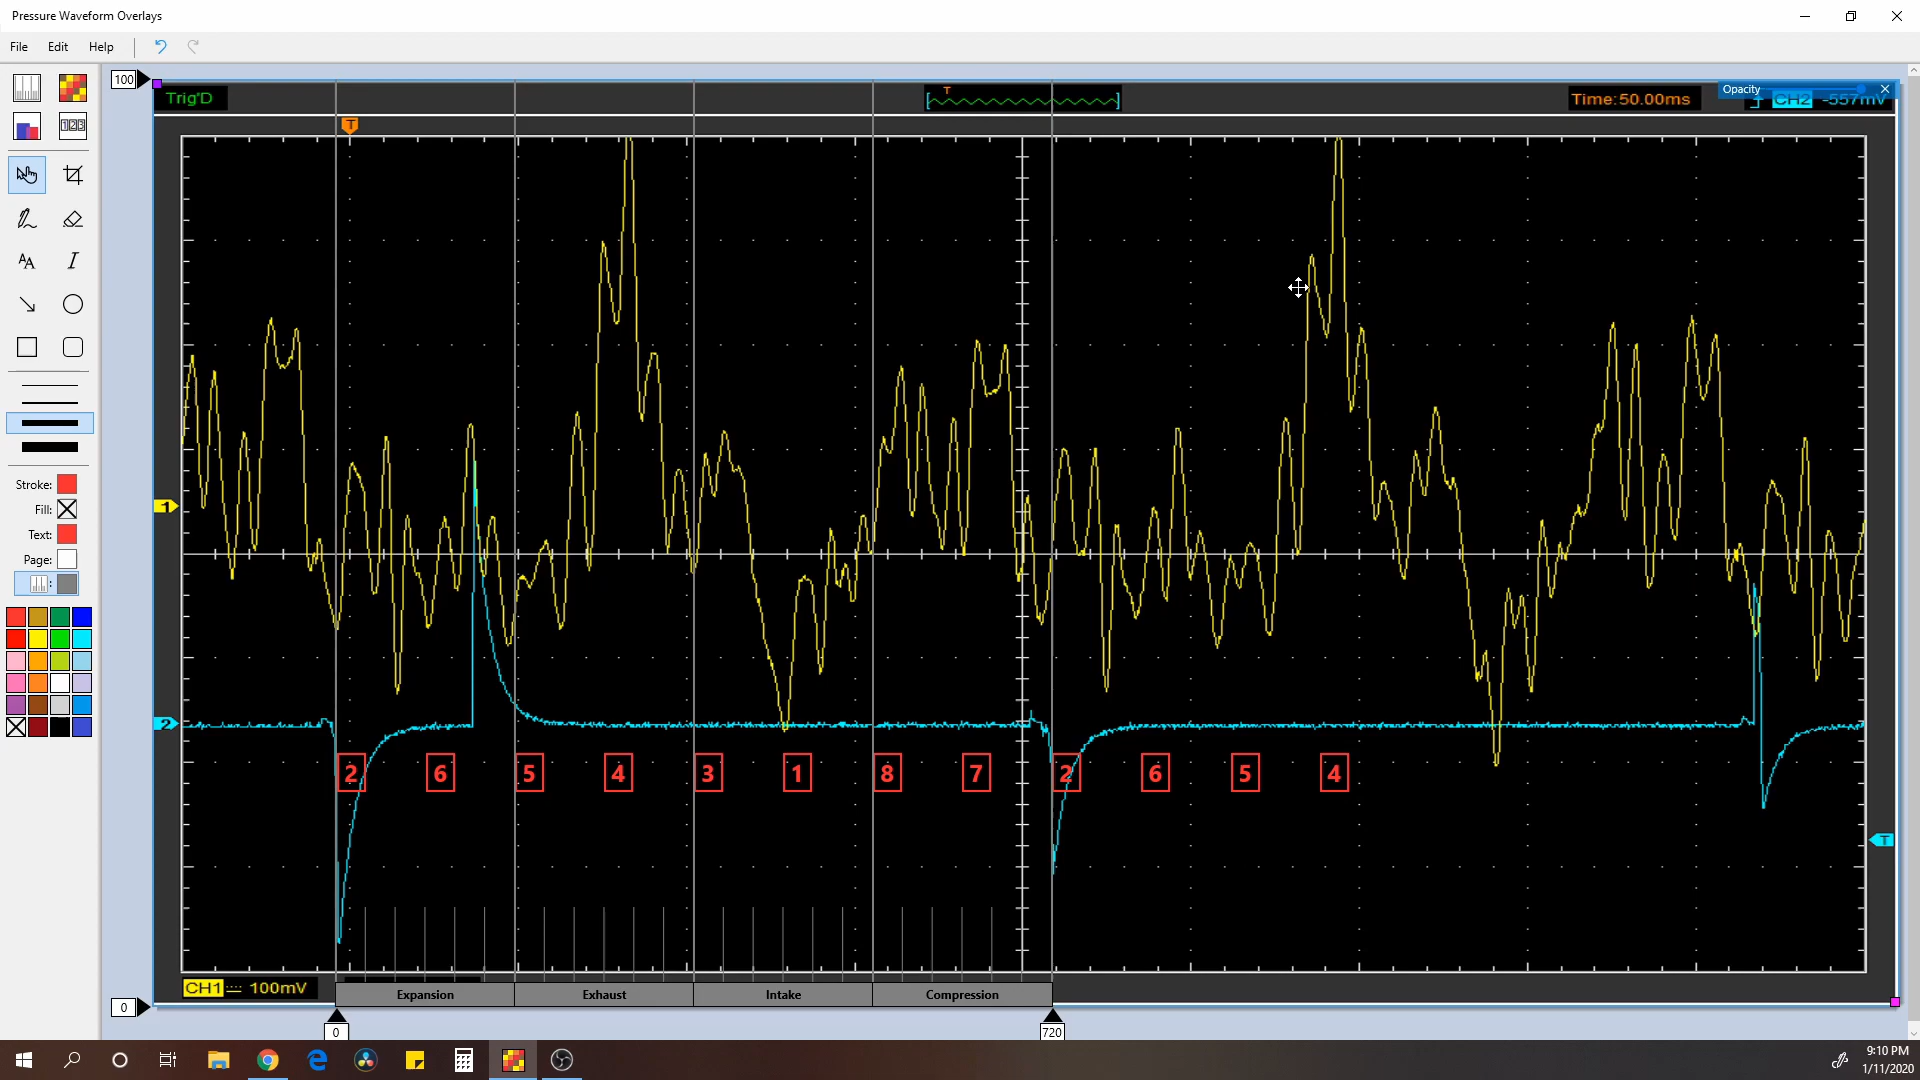 Pressure Waveform Overlays
File Edit Help
100
Trig'D
T
Time:50.00ms
Opacity
CH2 -557mV
T
1
2
2 6 5 4 3 1 8 7 2 6 5 4
T
Stroke:
Fill:
Text:
Page:
CH1 100mV
Expansion Exhaust Intake Compression
0
0 720
9:10 PM
1/11/2020